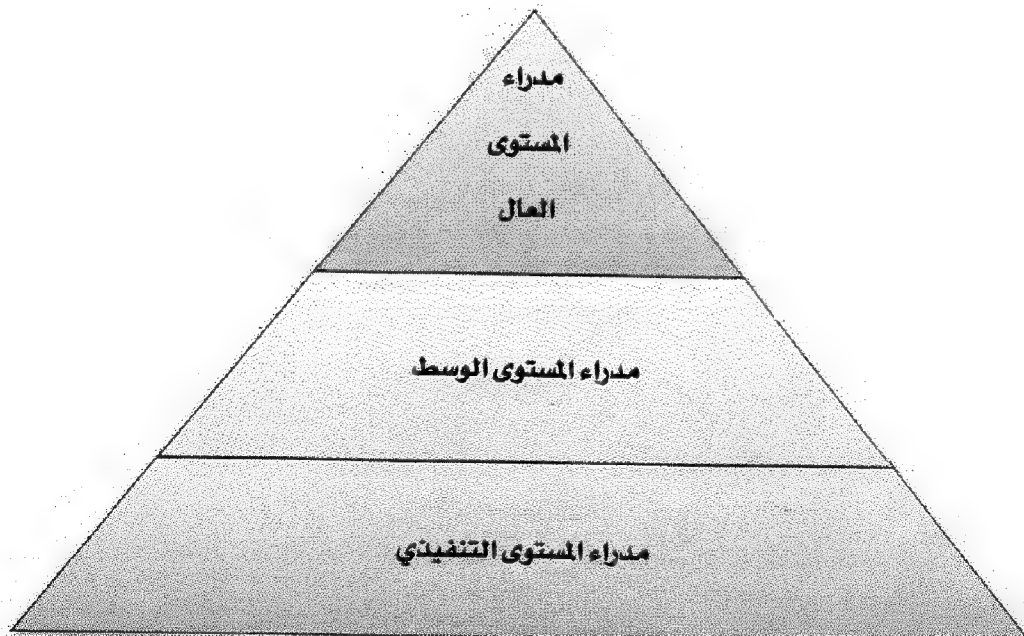 مدراء
المستوى
العال
مدراء المستوى الوسط
مدراء المستوى التنفيذي